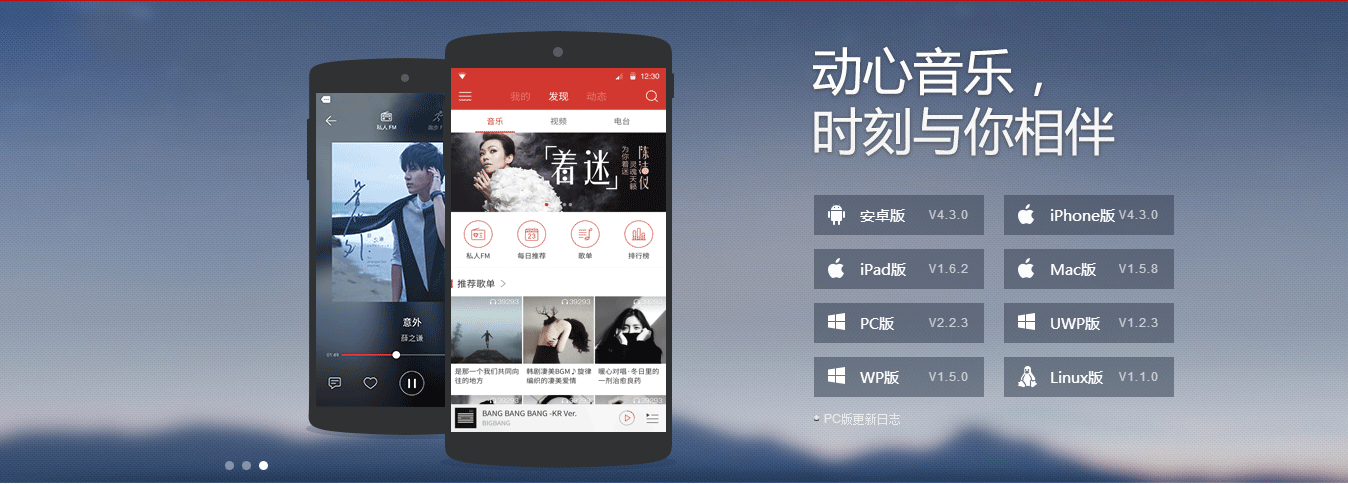 私人 FM
意外
薛之谦
01:49
12:30
我的 发现 动态
音乐 视频 电台
「着迷」
为你着迷
灵魂天籁
陈洁仪
私人FM 每日推荐 歌单 排行榜
23
推荐歌单 >
39293 39293 39293
是那一个我们共同向往的地方
韩剧凄美BGM♪旋律编织的凄美爱情
暖心对唱·冬日里的一剂治愈良药
39293 39293 39293
BANG BANG BANG -KR Ver.
BIGBANG
动心音乐，
时刻与你相伴
安卓版 V4.3.0
iPhone版 V4.3.0
iPad版 V1.6.2
Mac版 V1.5.8
PC版 V2.2.3
UWP版 V1.2.3
WP版 V1.5.0
Linux版 V1.1.0
PC版更新日志